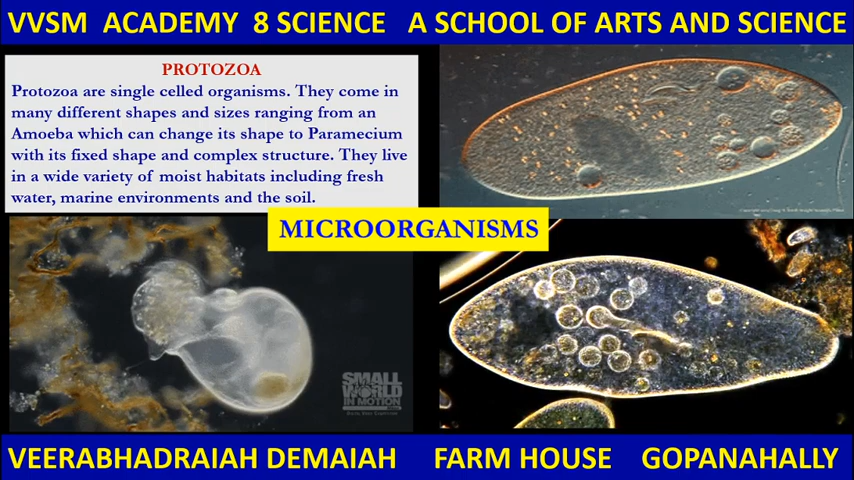 VVSM ACADEMY 8 SCIENCE A SCHOOL OF ARTS AND SCIENCE
PROTOZOA
Protozoa are single celled organisms. They come in
many different shapes and sizes ranging from an
Amoeba which can change its shape to Paramecium
with its fixed shape and complex structure. They live
in a wide variety of moist habitats including fresh
water, marine environments and the soil.
MICROORGANISMS
SMALL
WORLD
IN MOTION
VEERABHADRAIAH DEMAIAH FARM HOUSE GOPANAHALLY